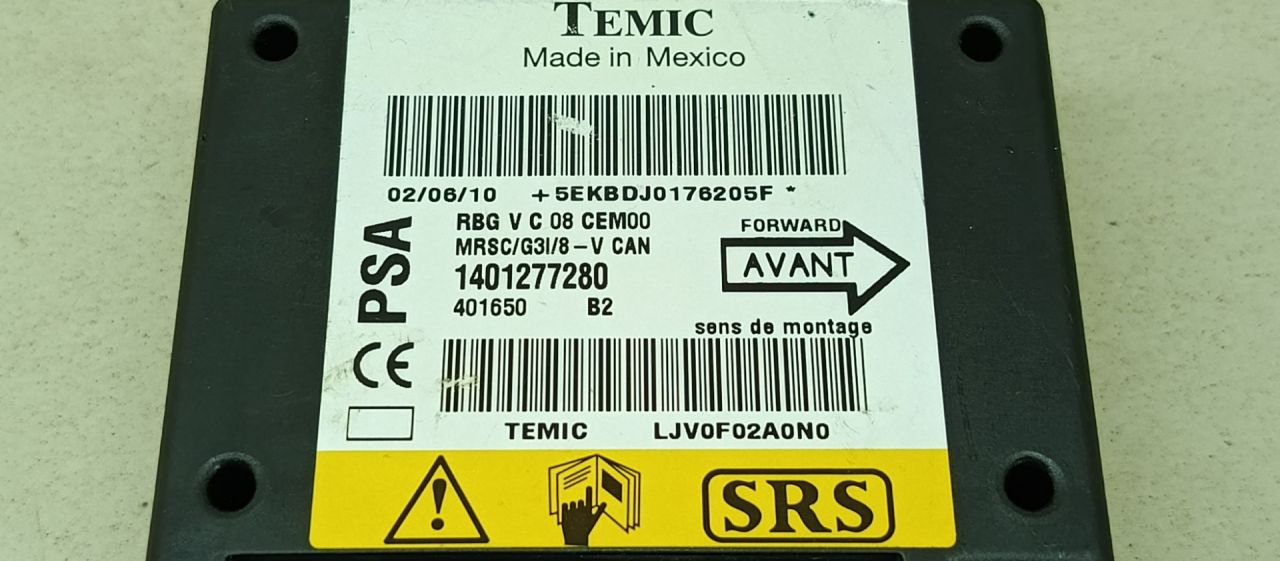 TEMIC
Made in Mexico
02/06/10 +5EKBDJ0176205F *
PSA
RBG V C 08 CEM00
MRSC/G3I/8-V CAN
1401277280
401650 B2
FORWARD
AVANT
sens de montage
CE
TEMIC LJV0F02A0N0
SRS